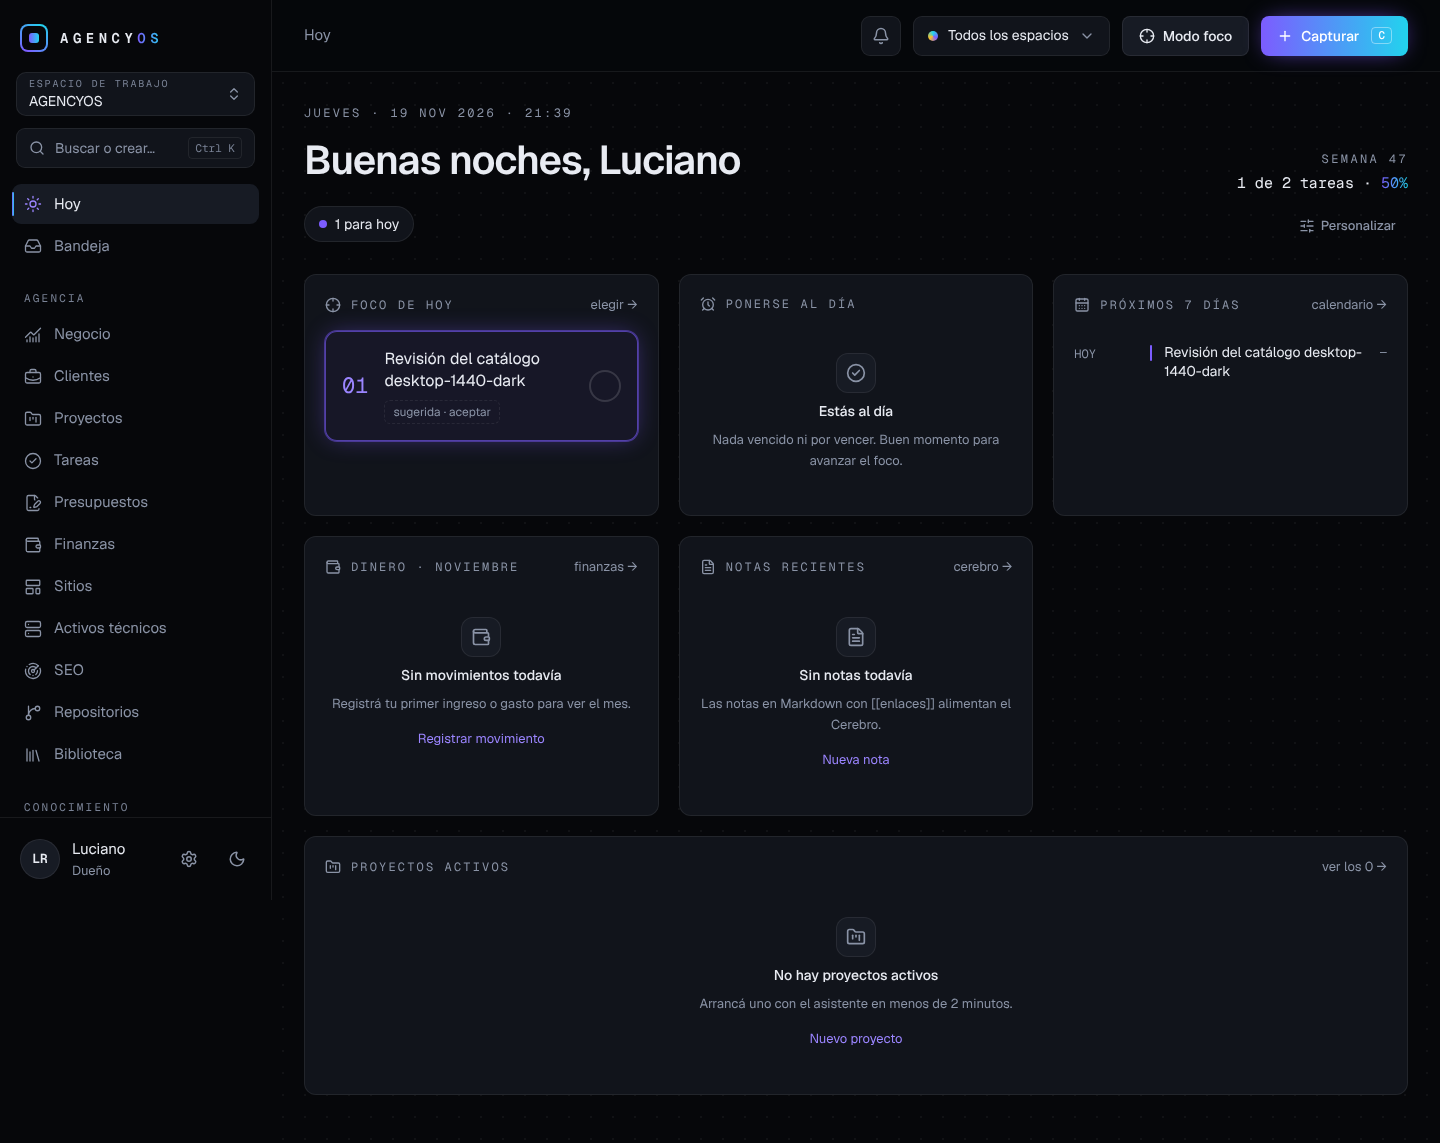 AGENCYOS
ESPACIO DE TRABAJO
AGENCYOS
Buscar o crear…
Ctrl K
Hoy
Bandeja
AGENCIA
Negocio
Clientes
Proyectos
Tareas
Presupuestos
Finanzas
Sitios
Activos técnicos
SEO
Repositorios
Biblioteca
CONOCIMIENTO
LR
Luciano
Dueño
Hoy
Todos los espacios
Modo foco
Capturar C
JUEVES · 19 NOV 2026 · 21:39
Buenas noches, Luciano
SEMANA 47
1 de 2 tareas · 50%
1 para hoy
Personalizar
FOCO DE HOY
elegir →
01
Revisión del catálogo
desktop-1440-dark
sugerida · aceptar
PONERSE AL DÍA
Estás al día
Nada vencido ni por vencer. Buen momento para
avanzar el foco.
PRÓXIMOS 7 DÍAS
calendario →
HOY
Revisión del catálogo desktop-
1440-dark
—
DINERO · NOVIEMBRE
finanzas →
Sin movimientos todavía
Registrá tu primer ingreso o gasto para ver el mes.
Registrar movimiento
NOTAS RECIENTES
cerebro →
Sin notas todavía
Las notas en Markdown con [[enlaces]] alimentan el
Cerebro.
Nueva nota
PROYECTOS ACTIVOS
ver los 0 →
No hay proyectos activos
Arrancá uno con el asistente en menos de 2 minutos.
Nuevo proyecto